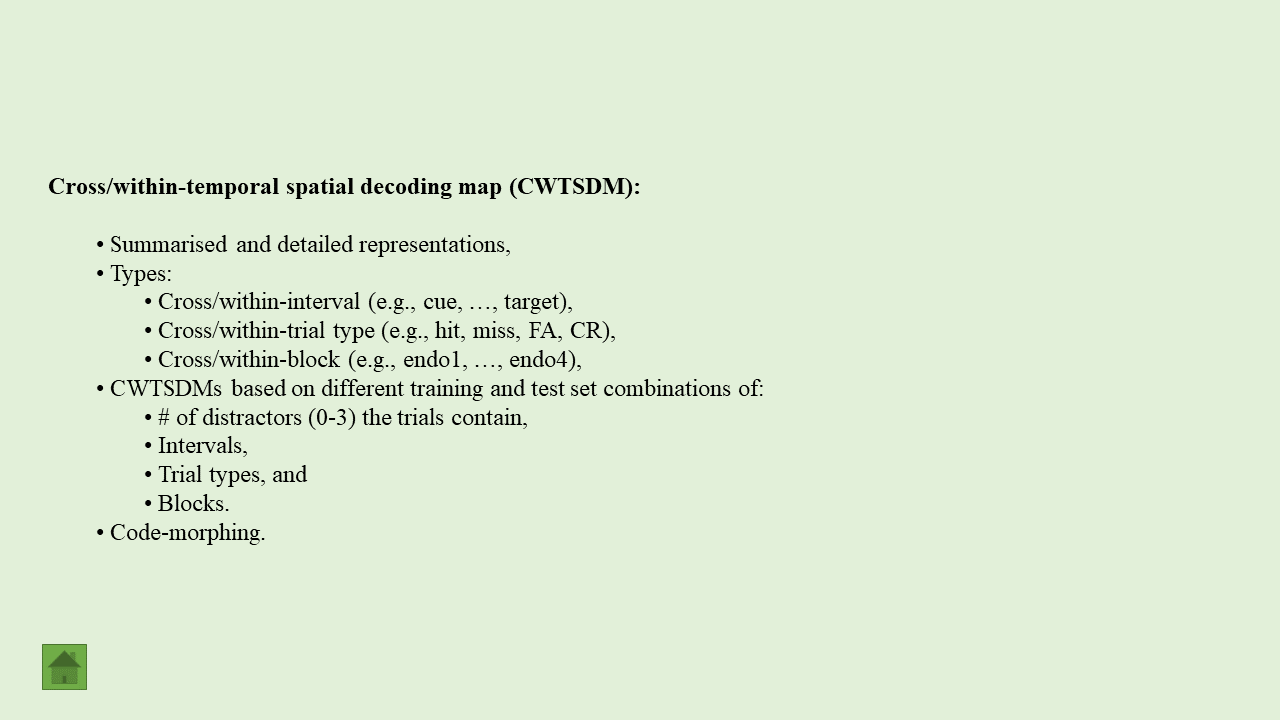 Cross/within-temporal spatial decoding map (CWTSDM):
• Summarised and detailed representations,
• Types:
• Cross/within-interval (e.g., cue, …, target),
• Cross/within-trial type (e.g., hit, miss, FA, CR),
• Cross/within-block (e.g., endo1, …, endo4),
• CWTSDMs based on different training and test set combinations of:
• # of distractors (0-3) the trials contain,
• Intervals,
• Trial types, and
• Blocks.
• Code-morphing.